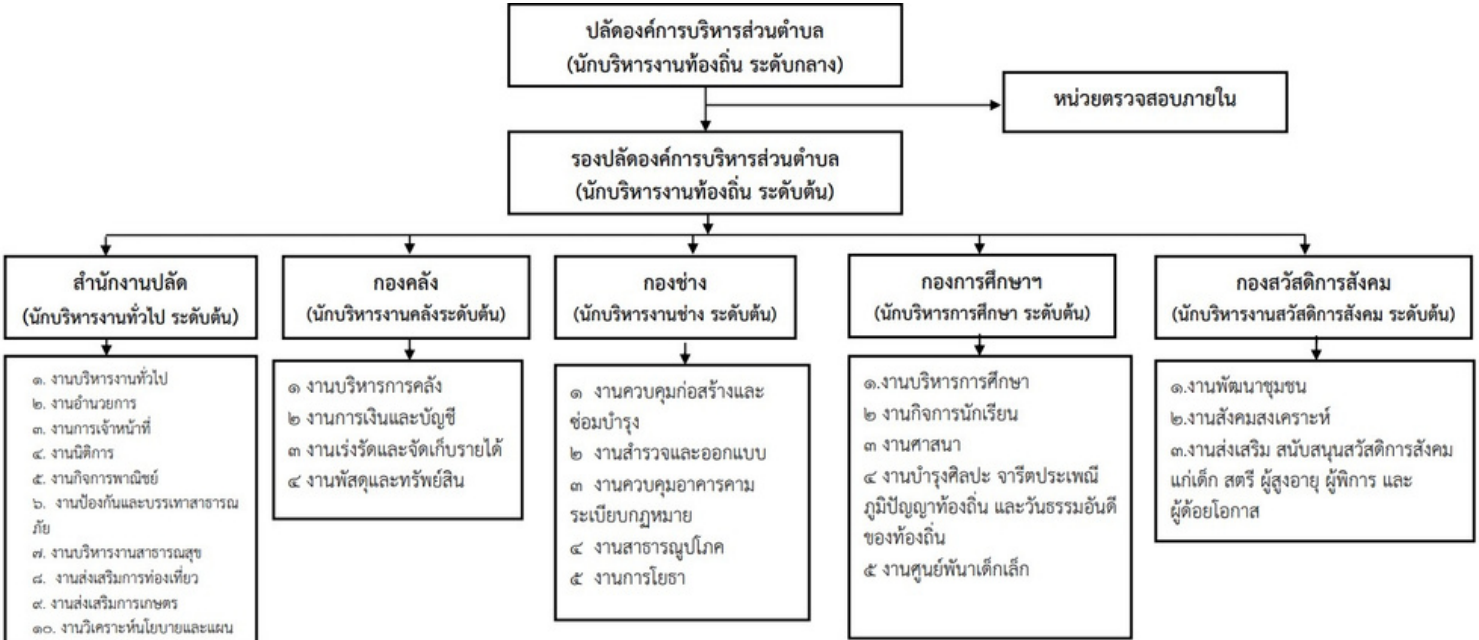 ปลัดองค์การบริหารส่วนตำบล
(นักบริหารงานท้องถิ่น ระดับกลาง)
หน่วยตรวจสอบภายใน
รองปลัดองค์การบริหารส่วนตำบล
(นักบริหารงานท้องถิ่น ระดับต้น)
สำนักงานปลัด
(นักบริหารงานทั่วไป ระดับต้น)
๑. งานบริหารงานทั่วไป
๒. งานอำนวยการ
๓. งานการเจ้าหน้าที่
๔. งานนิติการ
๕. งานกิจการพาณิชย์
๖. งานป้องกันและบรรเทาสาธารณ
ภัย
๗. งานบริหารงานสาธารณสุข
๘. งานส่งเสริมการท่องเที่ยว
๙. งานส่งเสริมการเกษตร
๑๐. งานวิเคราะห์นโยบายและแผน
กองคลัง
(นักบริหารงานคลังระดับต้น)
๑ งานบริหารการคลัง
๒ งานการเงินและบัญชี
๓ งานเร่งรัดและจัดเก็บรายได้
๔ งานพัสดุและทรัพย์สิน
กองช่าง
(นักบริหารงานช่าง ระดับต้น)
๑ งานควบคุมก่อสร้างและ
ซ่อมบำรุง
๒ งานสำรวจและออกแบบ
๓ งานควบคุมอาคารคาม
ระเบียบกฎหมาย
๔ งานสาธารณูปโภค
๕ งานการโยธา
กองการศึกษาฯ
(นักบริหารการศึกษา ระดับต้น)
๑.งานบริหารการศึกษา
๒ งานกิจการนักเรียน
๓ งานศาสนา
๔ งานบำรุงศิลปะ จารีตประเพณี
ภูมิปัญญาท้องถิ่น และวันธรรมอันดี
ของท้องถิ่น
๕ งานศูนย์พันาเด็กเล็ก
กองสวัสดิการสังคม
(นักบริหารงานสวัสดิการสังคม ระดับต้น)
๑.งานพัฒนาชุมชน
๒.งานสังคมสงเคราะห์
๓.งานส่งเสริม สนับสนุนสวัสดิการสังคม
แก่เด็ก สตรี ผู้สูงอายุ ผู้พิการ และ
ผู้ด้อยโอกาส